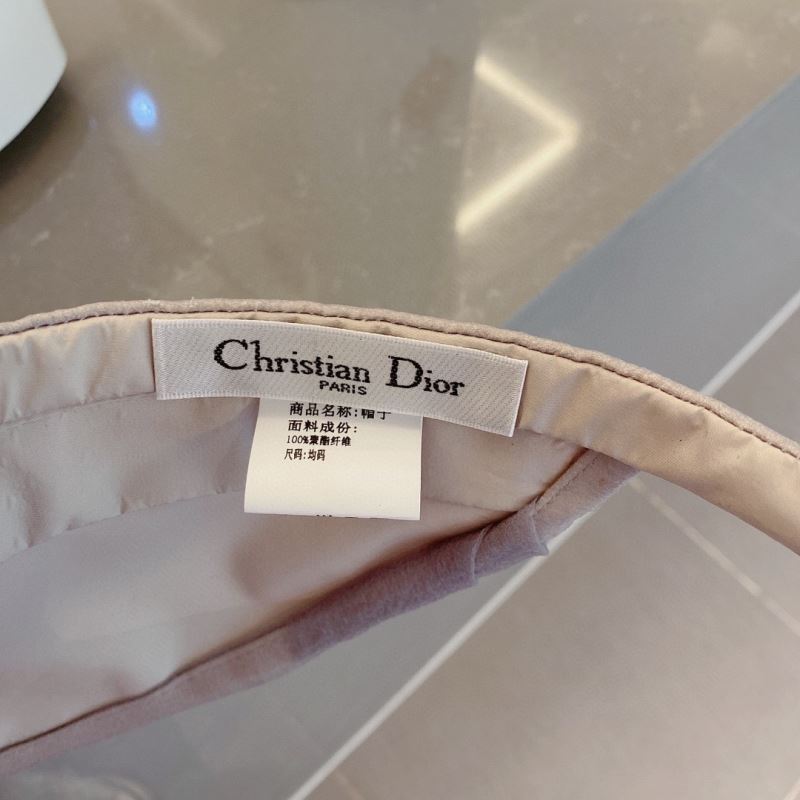 Christian Dior
PARIS
商品名称:帽子
面料成份:
100%聚酯纤维
尺码:均码